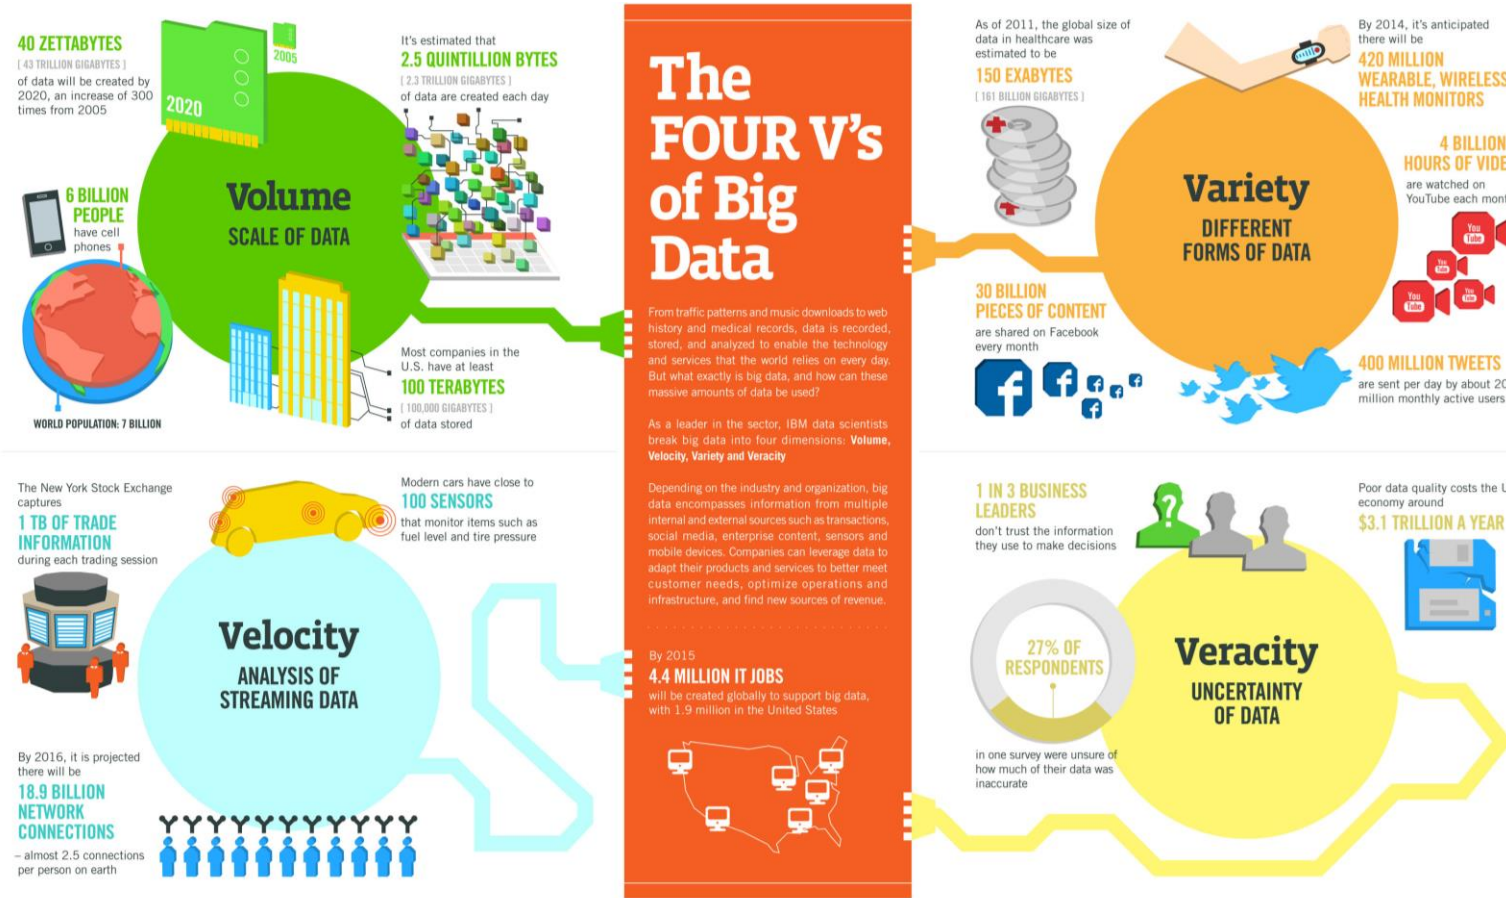 40 ZETTABYTES
[ 43 TRILLION GIGABYTES ]
of data will be created by
2020, an increase of 300
times from 2005
2005
2020
It's estimated that
2.5 QUINTILLION BYTES
[ 2.3 TRILLION GIGABYTES ]
of data are created each day
6 BILLION
PEOPLE
have cell
phones
WORLD POPULATION: 7 BILLION
Volume
SCALE OF DATA
Most companies in the
U.S. have at least
100 TERABYTES
[ 100,000 GIGABYTES ]
of data stored
The New York Stock Exchange
captures
1 TB OF TRADE
INFORMATION
during each trading session
Modern cars have close to
100 SENSORS
that monitor items such as
fuel level and tire pressure
Velocity
ANALYSIS OF
STREAMING DATA
By 2016, it is projected
there will be
18.9 BILLION
NETWORK
CONNECTIONS
– almost 2.5 connections
per person on earth
The
FOUR V's
of Big
Data
From traffic patterns and music downloads to web
history and medical records, data is recorded,
stored, and analyzed to enable the technology
and services that the world relies on every day.
But what exactly is big data, and how can these
massive amounts of data be used?
As a leader in the sector, IBM data scientists
break big data into four dimensions: Volume,
Velocity, Variety and Veracity
Depending on the industry and organization, big
data encompasses information from multiple
internal and external sources such as transactions,
social media, enterprise content, sensors and
mobile devices. Companies can leverage data to
adapt their products and services to better meet
customer needs, optimize operations and
infrastructure, and find new sources of revenue.
By 2015
4.4 MILLION IT JOBS
will be created globally to support big data,
with 1.9 million in the United States
As of 2011, the global size of
data in healthcare was
estimated to be
150 EXABYTES
[ 161 BILLION GIGABYTES ]
By 2014, it's anticipated
there will be
420 MILLION
WEARABLE, WIRELESS
HEALTH MONITORS
4 BILLION
HOURS OF VIDE
are watched on
YouTube each mont
You
Tube
You
Tube
You
Tube
You
Tube
Variety
DIFFERENT
FORMS OF DATA
30 BILLION
PIECES OF CONTENT
are shared on Facebook
every month
f
f
f
f
f
f
400 MILLION TWEETS
are sent per day by about 20
million monthly active users
1 IN 3 BUSINESS
LEADERS
don't trust the information
they use to make decisions
?
Poor data quality costs the U
economy around
$3.1 TRILLION A YEAR
27% OF
RESPONDENTS
in one survey were unsure of
how much of their data was
inaccurate
Veracity
UNCERTAINTY
OF DATA